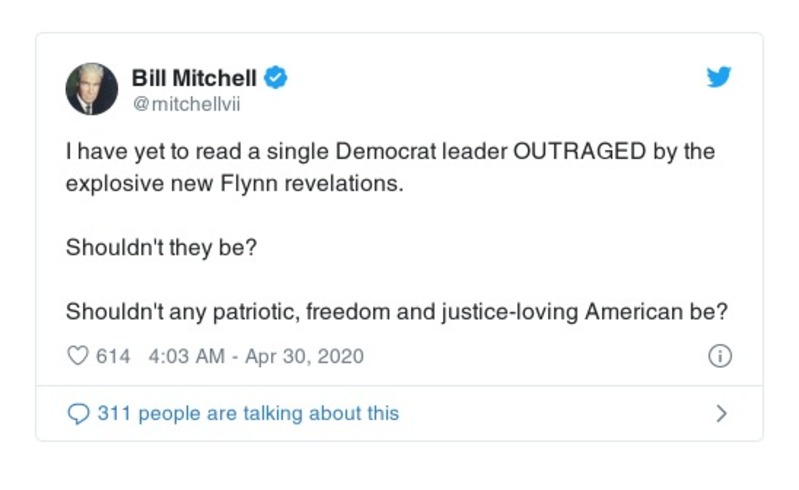 Bill Mitchell
@mitchellvii
I have yet to read a single Democrat leader OUTRAGED by the
explosive new Flynn revelations.
Shouldn't they be?
Shouldn't any patriotic, freedom and justice-loving American be?
614 4:03 AM - Apr 30, 2020
311 people are talking about this